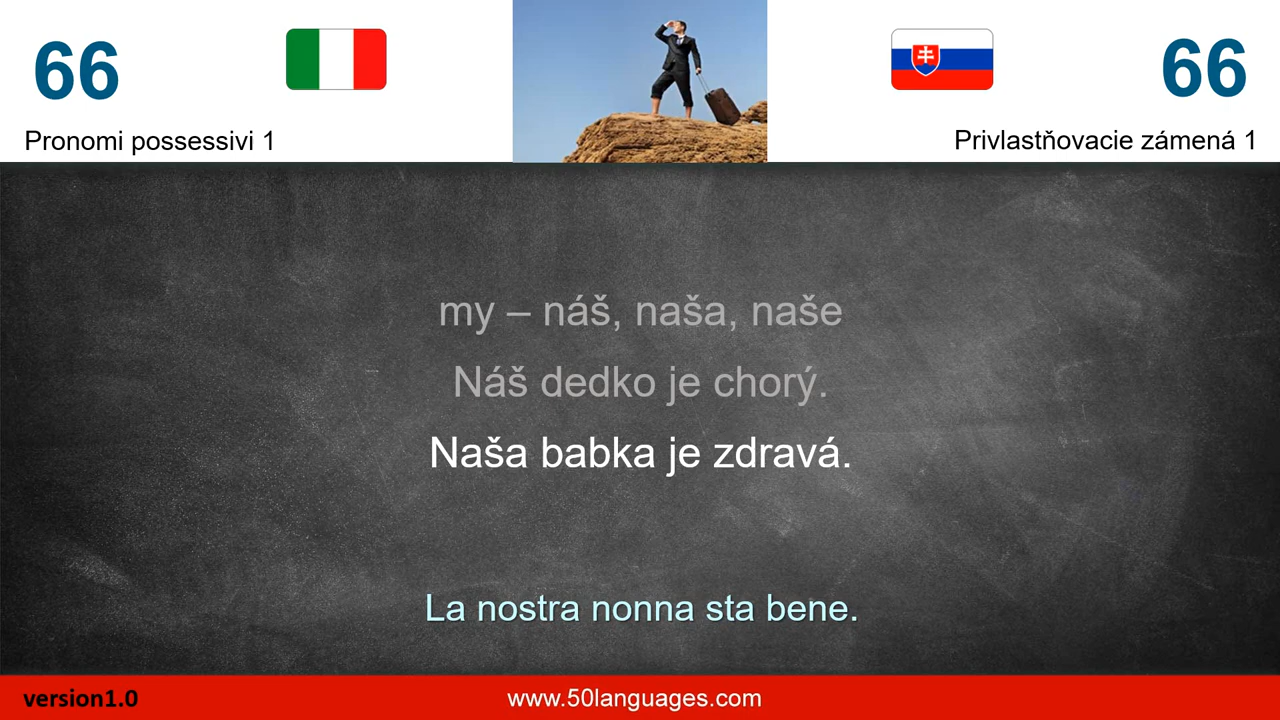 66
66
Pronomi possessivi 1
Privlastňovacie zámená 1
my – náš, naša, naše
Náš dedko je chorý.
Naša babka je zdravá.
La nostra nonna sta bene.
version1.0
www.50languages.com